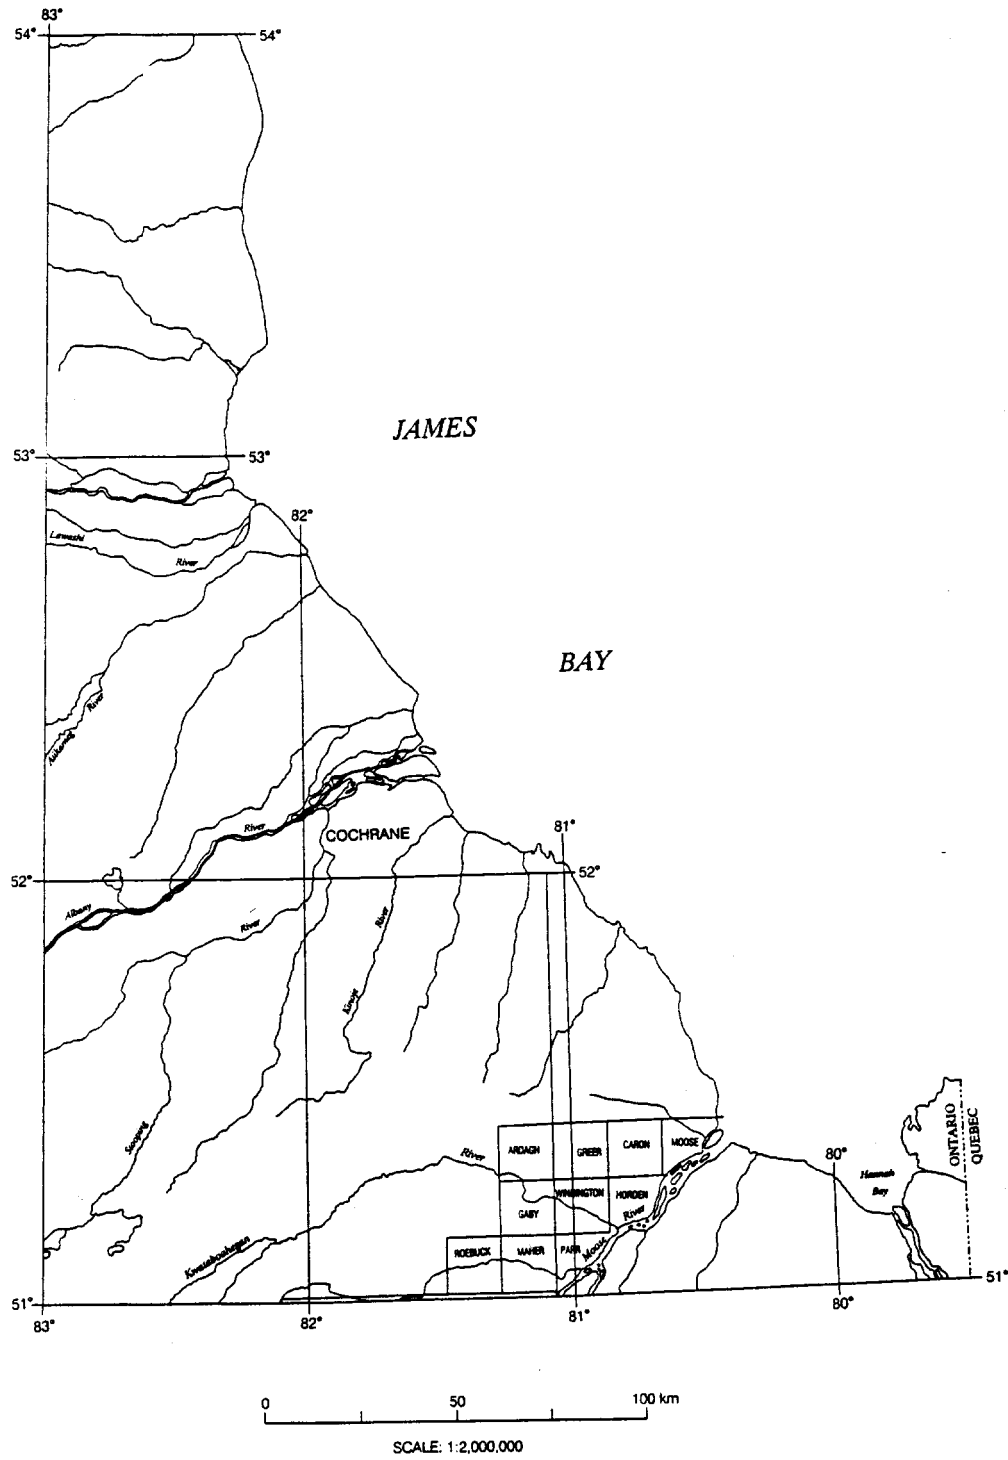 83°
54°
54°
JAMES
53°
53°
82°
Lawashi
River
BAY
River
81°
River
COCHRANE
52°
52°
Albany
River
River
Kinoje
ONTARIO
QUEBEC
ARDAGH
GREER
CARON
MOOSE
River
80°
Hannah
Bay
WINNINGTON
HORDEN
GABY
River
Moose
Kwataboahegan
ROEBUCK
MAHER
PARR
51°
51°
83°
82°
81°
80°
0
50
100 km
SCALE: 1:2,000,000